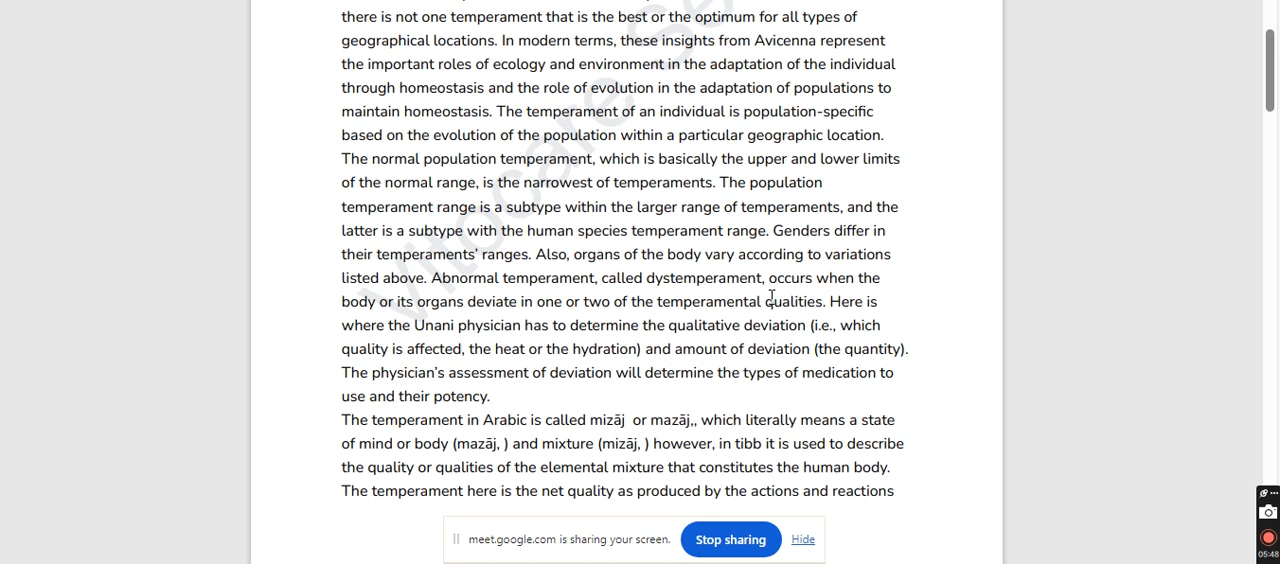 there is not one temperament that is the best or the optimum for all types of
geographical locations. In modern terms, these insights from Avicenna represent
the important roles of ecology and environment in the adaptation of the individual
through homeostasis and the role of evolution in the adaptation of populations to
maintain homeostasis. The temperament of an individual is population-specific
based on the evolution of the population within a particular geographic location.
The normal population temperament, which is basically the upper and lower limits
of the normal range, is the narrowest of temperaments. The population
temperament range is a subtype within the larger range of temperaments, and the
latter is a subtype with the human species temperament range. Genders differ in
their temperaments’ ranges. Also, organs of the body vary according to variations
listed above. Abnormal temperament, called dystemperament, occurs when the
body or its organs deviate in one or two of the temperamental qualities. Here is
where the Unani physician has to determine the qualitative deviation (i.e., which
quality is affected, the heat or the hydration) and amount of deviation (the quantity).
The physician’s assessment of deviation will determine the types of medication to
use and their potency.
The temperament in Arabic is called mizāj or mazāj,, which literally means a state
of mind or body (mazāj, ) and mixture (mizāj, ) however, in tibb it is used to describe
the quality or qualities of the elemental mixture that constitutes the human body.
The temperament here is the net quality as produced by the actions and reactions
Vitocare Se
meet.google.com is sharing your screen. Stop sharing Hide
05:48